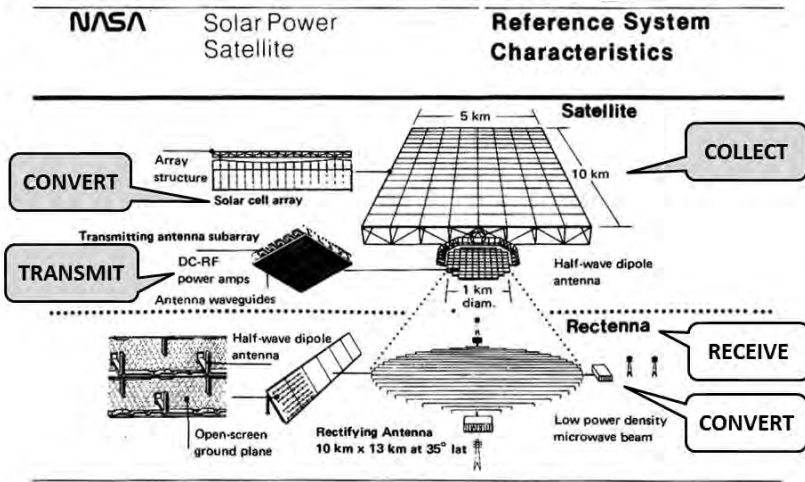 NASA
Solar Power
Satellite
Reference System
Characteristics
5 km
Satellite
10 km
COLLECT
Array
structure
CONVERT
Solar cell array
Transmitting antenna subarray
DC-RF
power amps
TRANSMIT
Antenna waveguides
Half-wave dipole
antenna
1 km
diam.
Rectenna
RECEIVE
Half-wave dipole
antenna
CONVERT
Open-screen
ground plane
Rectifying Antenna
10 km x 13 km at 35° lat
Low power density
microwave beam